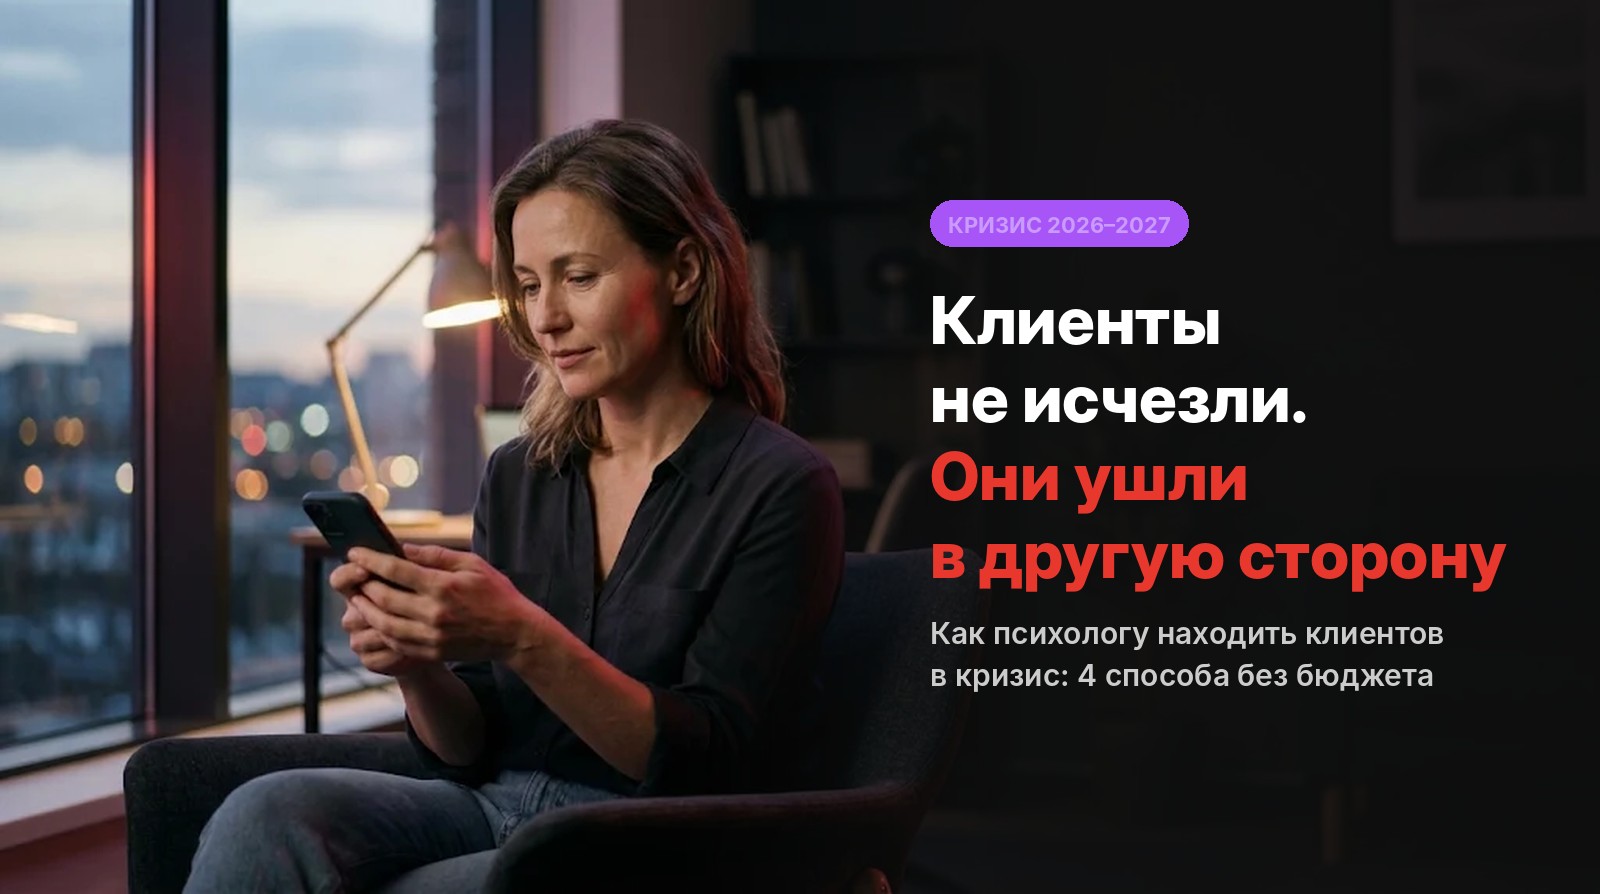 КРИЗИС 2026–2027
Клиенты
не исчезли.
Они ушли
в другую сторону
Как психологу находить клиентов
в кризис: 4 способа без бюджета